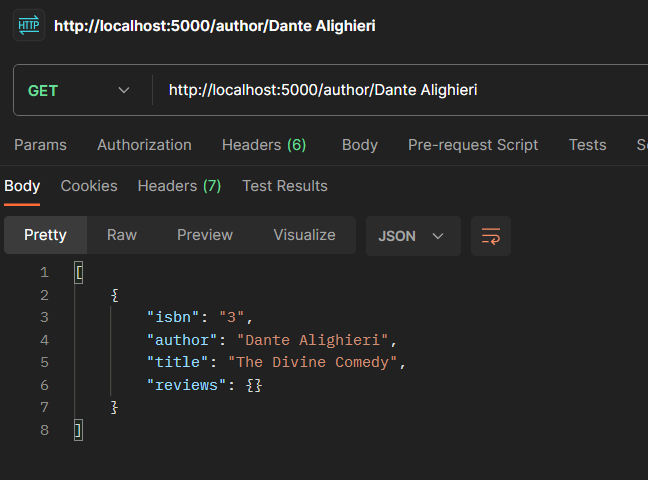 HTTP http://localhost:5000/author/Dante Alighieri
GET http://localhost:5000/author/Dante Alighieri
Params Authorization Headers (6) Body Pre-request Script Tests
Body Cookies Headers (7) Test Results
Pretty Raw Preview Visualize JSON
1 [
2 {
3 "isbn": "3",
4 "author": "Dante Alighieri",
5 "title": "The Divine Comedy",
6 "reviews": {}
7 }
8 ]